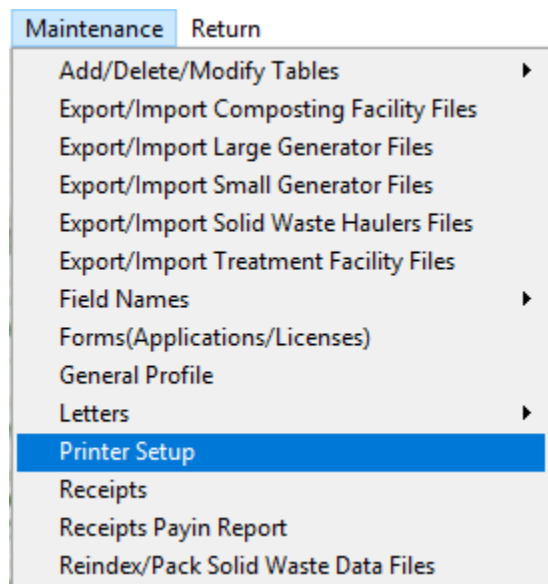 Maintenance Return
Add/Delete/Modify Tables
Export/Import Composting Facility Files
Export/Import Large Generator Files
Export/Import Small Generator Files
Export/Import Solid Waste Haulers Files
Export/Import Treatment Facility Files
Field Names
Forms(Applications/Licenses)
General Profile
Letters
Printer Setup
Receipts
Receipts Payin Report
Reindex/Pack Solid Waste Data Files